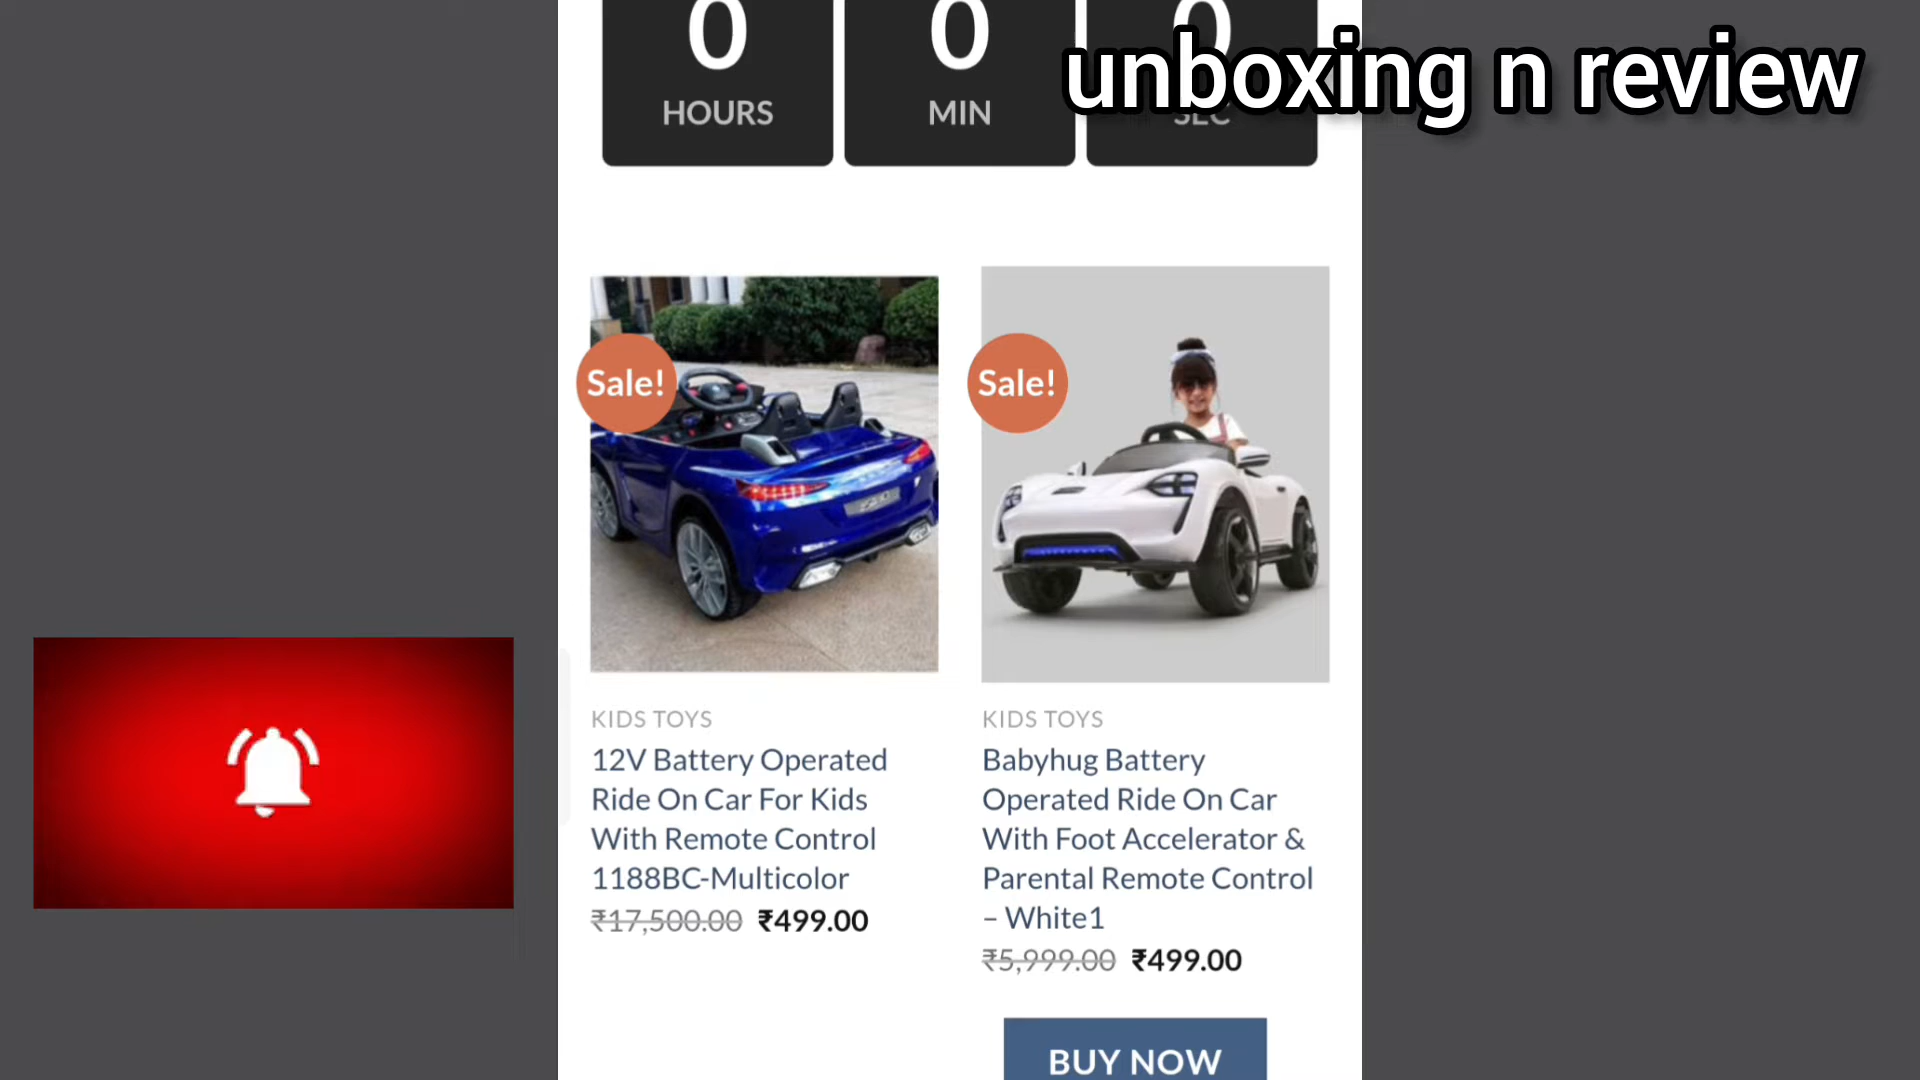 0 0 0
unboxing n review
HOURS MIN SEC
Sale!
Sale!
KIDS TOYS
12V Battery Operated
Ride On Car For Kids
With Remote Control
1188BC-Multicolor
₹17,500.00 ₹499.00
KIDS TOYS
Babyhug Battery
Operated Ride On Car
With Foot Accelerator &
Parental Remote Control
– White1
₹5,999.00 ₹499.00
BUY NOW